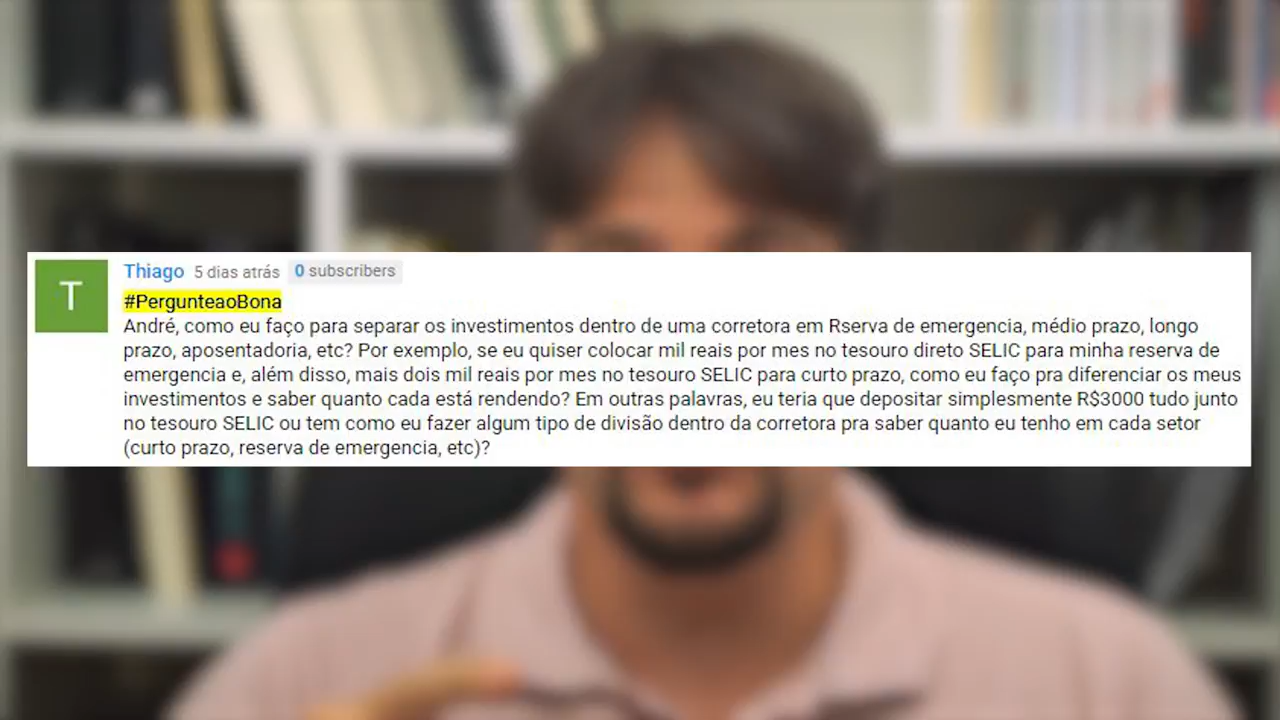 T
Thiago 5 dias atrás 0 subscribers
#PergunteaoBona
André, como eu faço para separar os investimentos dentro de uma corretora em Rserva de emergencia, médio prazo, longo
prazo, aposentadoria, etc? Por exemplo, se eu quiser colocar mil reais por mes no tesouro direto SELIC para minha reserva de
emergencia e, além disso, mais dois mil reais por mes no tesouro SELIC para curto prazo, como eu faço pra diferenciar os meus
investimentos e saber quanto cada está rendendo? Em outras palavras, eu teria que depositar simplesmente R$3000 tudo junto
no tesouro SELIC ou tem como eu fazer algum tipo de divisão dentro da corretora pra saber quanto eu tenho em cada setor
(curto prazo, reserva de emergencia, etc)?